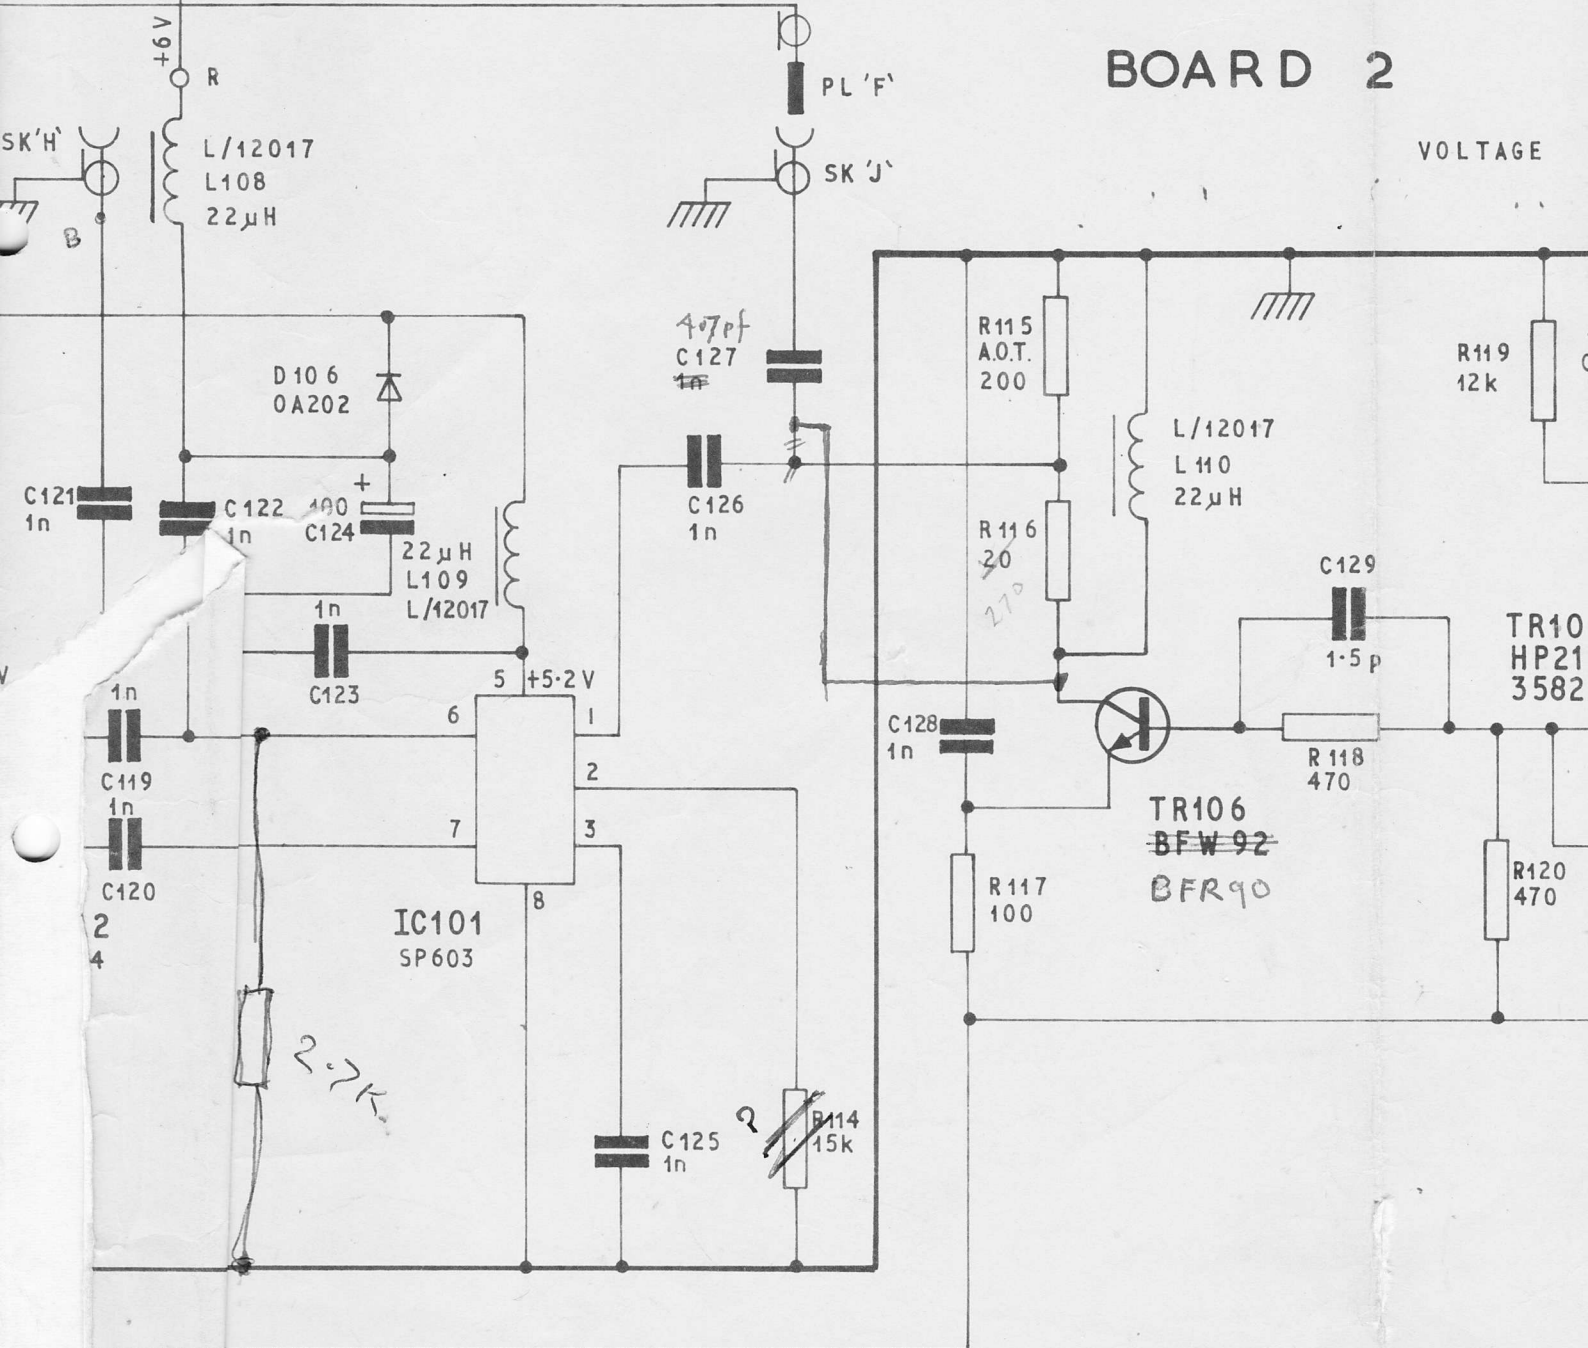 +6V
R
PL 'F'
BOARD 2
SK'H'
L/12017
L108
22µH
SK 'J'
VOLTAGE
B
4.7pf
C127
1n
R115
A.O.T.
200
R119
12k
D106
OA202
L/12017
L110
22µH
C121
1n
C122
1n
+
100
C124
C126
1n
R116
20
270
22µH
L109
L/12017
C129
1·5p
1n
C123
TR10
HP21
3582
V
1n
C119
5
+5·2V
6
1
2
7
3
8
C128
1n
R118
470
1n
C120
TR106
BFW92
BFR90
R117
100
R120
470
2
4
IC101
SP603
2.7K
?
R114
15k
C125
1n